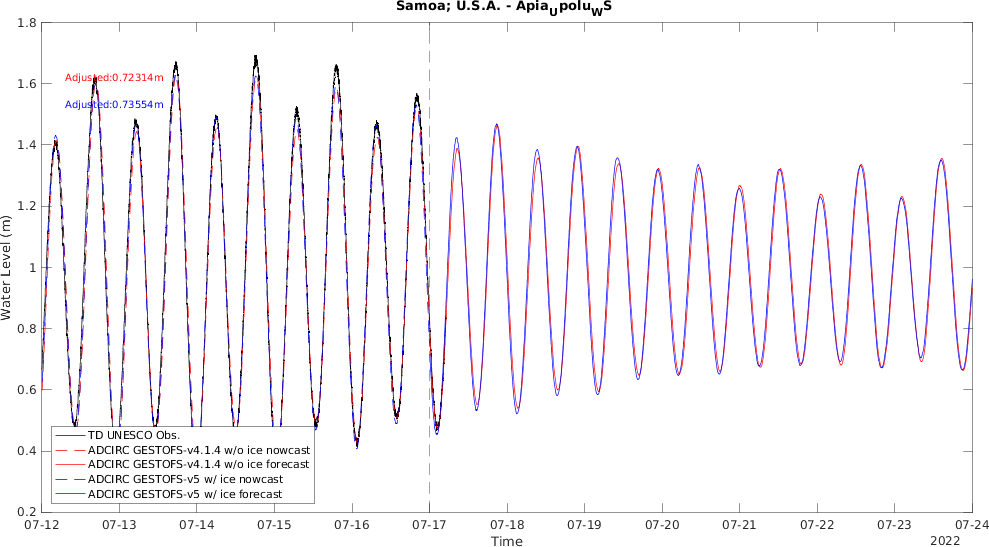 Samoa; U.S.A. - Apia_Upolu_WS
1.8
1.6
1.4
1.2
1
0.8
0.6
0.4
0.2
Water Level (m)
Adjusted:0.72314m
Adjusted:0.73554m
TD UNESCO Obs.
ADCIRC GESTOFS-v4.1.4 w/o ice nowcast
ADCIRC GESTOFS-v4.1.4 w/o ice forecast
ADCIRC GESTOFS-v5 w/ ice nowcast
ADCIRC GESTOFS-v5 w/ ice forecast
07-12 07-13 07-14 07-15 07-16 07-17 07-18 07-19 07-20 07-21 07-22 07-23 07-24
Time
2022